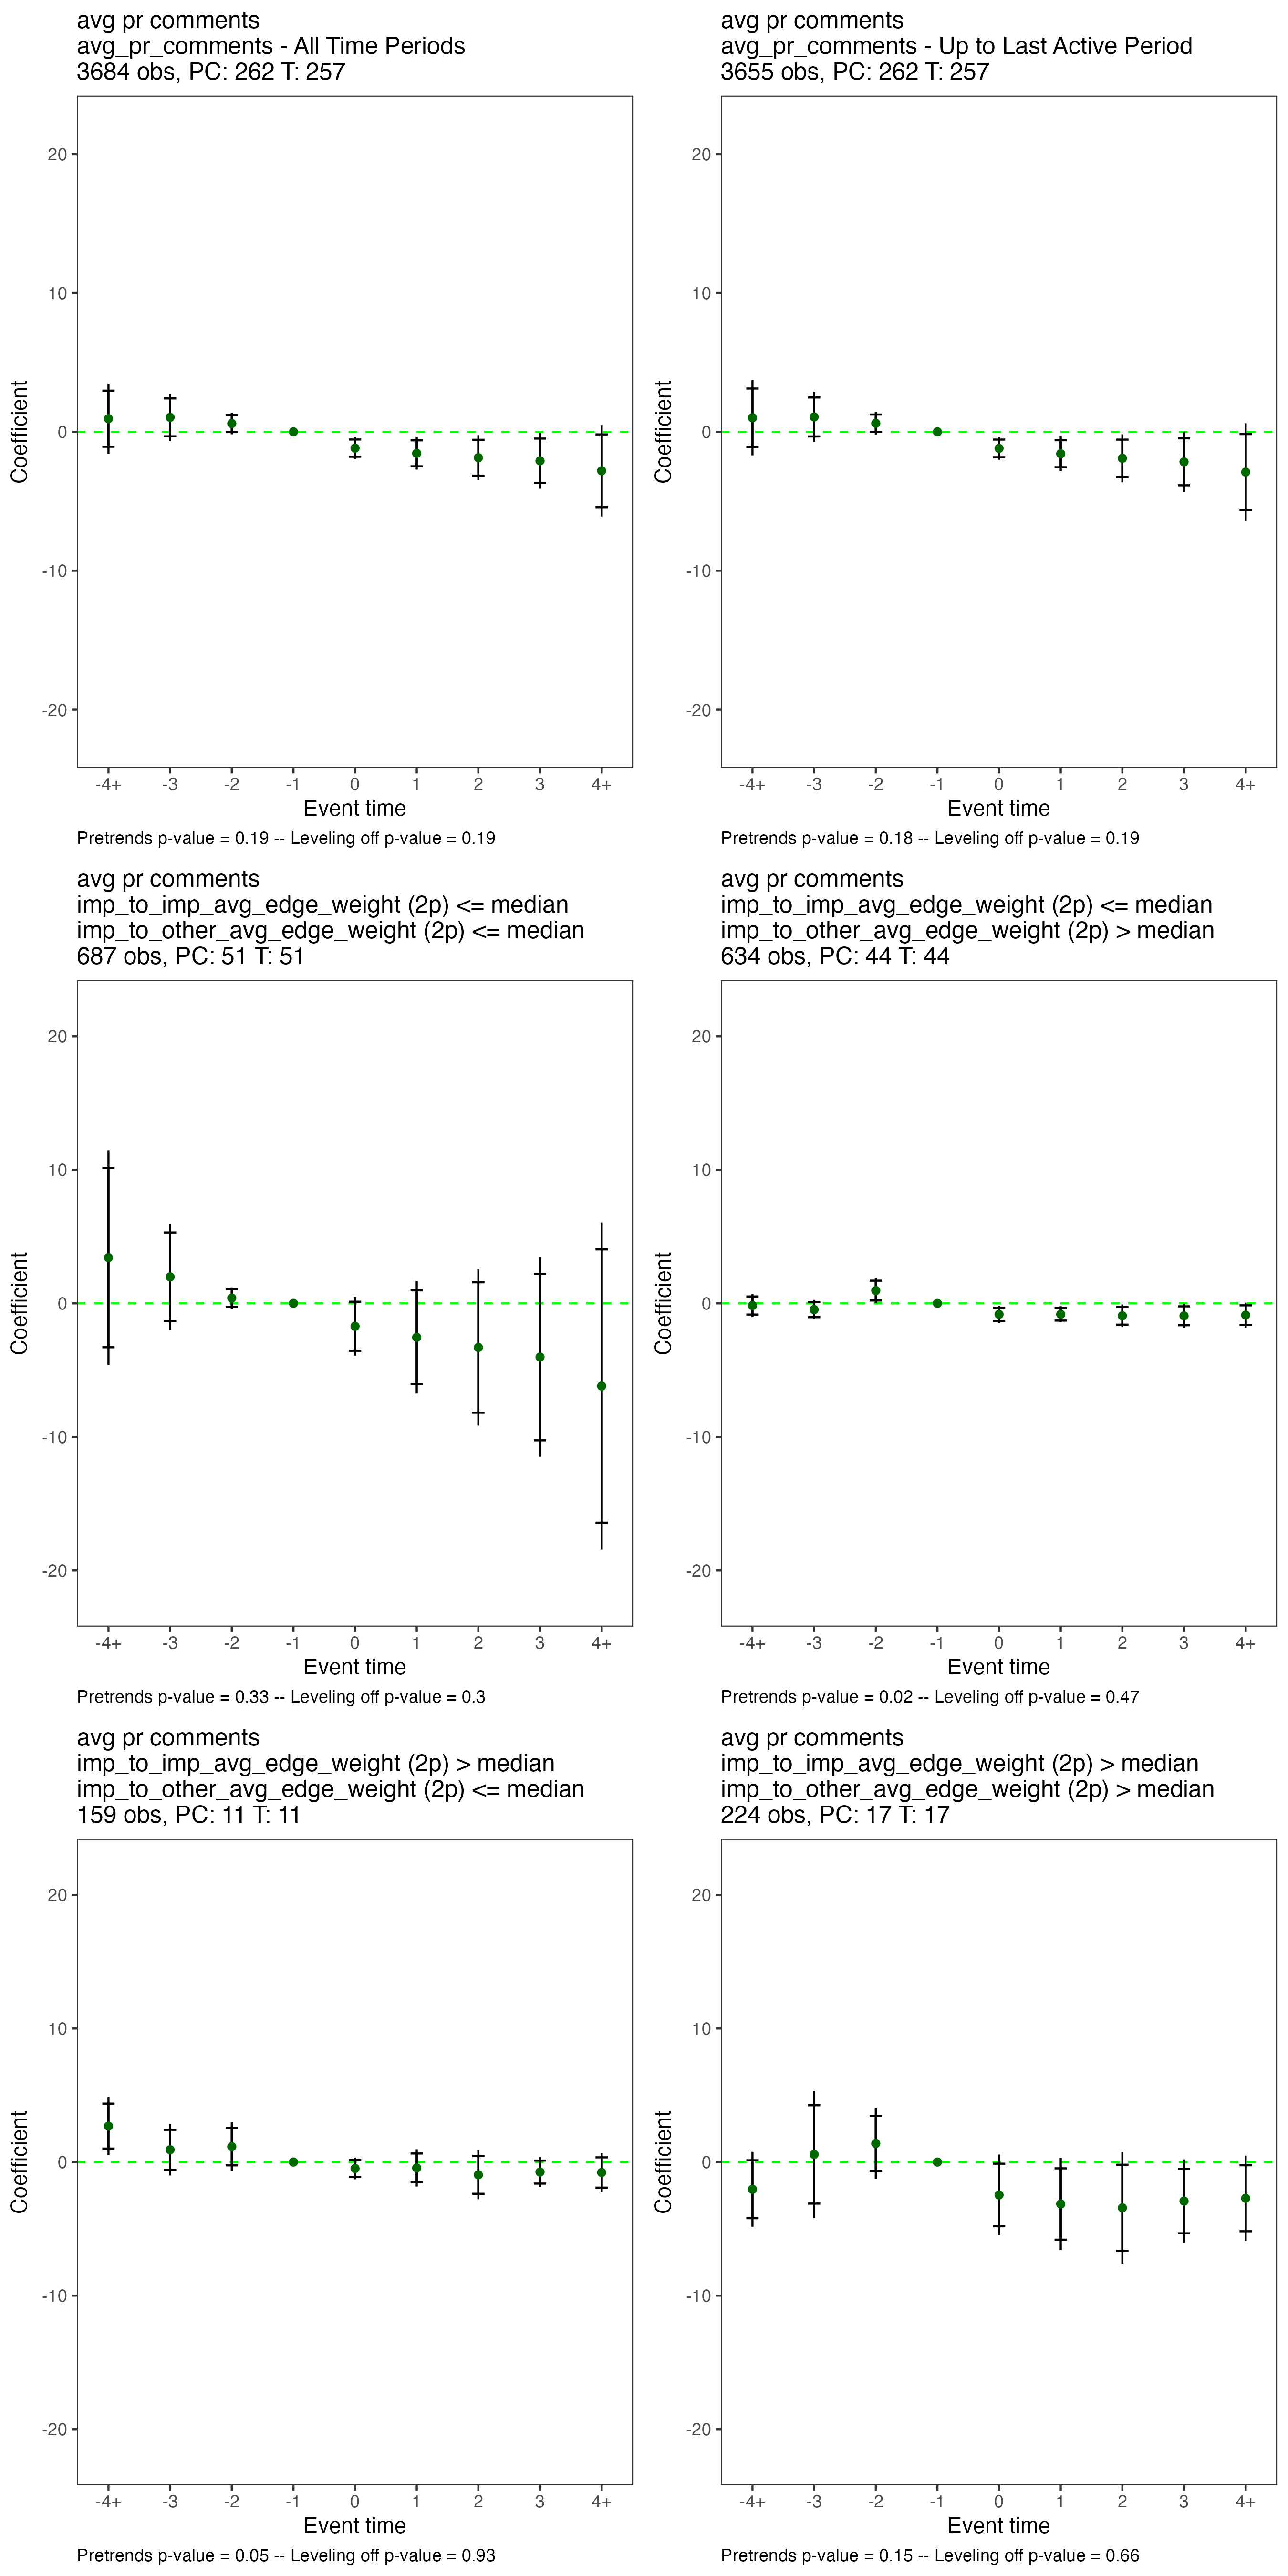 avg pr comments
avg_pr_comments - All Time Periods
3684 obs, PC: 262 T: 257
20
10
0
-10
-20
Coefficient
-4+ -3 -2 -1 0 1 2 3 4+
Event time
Pretrends p-value = 0.19 -- Leveling off p-value = 0.19
avg pr comments
avg_pr_comments - Up to Last Active Period
3655 obs, PC: 262 T: 257
20
10
0
-10
-20
Coefficient
-4+ -3 -2 -1 0 1 2 3 4+
Event time
Pretrends p-value = 0.18 -- Leveling off p-value = 0.19
avg pr comments
imp_to_imp_avg_edge_weight (2p) <= median
imp_to_other_avg_edge_weight (2p) <= median
687 obs, PC: 51 T: 51
20
10
0
-10
-20
Coefficient
-4+ -3 -2 -1 0 1 2 3 4+
Event time
Pretrends p-value = 0.33 -- Leveling off p-value = 0.3
avg pr comments
imp_to_imp_avg_edge_weight (2p) <= median
imp_to_other_avg_edge_weight (2p) > median
634 obs, PC: 44 T: 44
20
10
0
-10
-20
Coefficient
-4+ -3 -2 -1 0 1 2 3 4+
Event time
Pretrends p-value = 0.02 -- Leveling off p-value = 0.47
avg pr comments
imp_to_imp_avg_edge_weight (2p) > median
imp_to_other_avg_edge_weight (2p) <= median
159 obs, PC: 11 T: 11
20
10
0
-10
-20
Coefficient
-4+ -3 -2 -1 0 1 2 3 4+
Event time
Pretrends p-value = 0.05 -- Leveling off p-value = 0.93
avg pr comments
imp_to_imp_avg_edge_weight (2p) > median
imp_to_other_avg_edge_weight (2p) > median
224 obs, PC: 17 T: 17
20
10
0
-10
-20
Coefficient
-4+ -3 -2 -1 0 1 2 3 4+
Event time
Pretrends p-value = 0.15 -- Leveling off p-value = 0.66